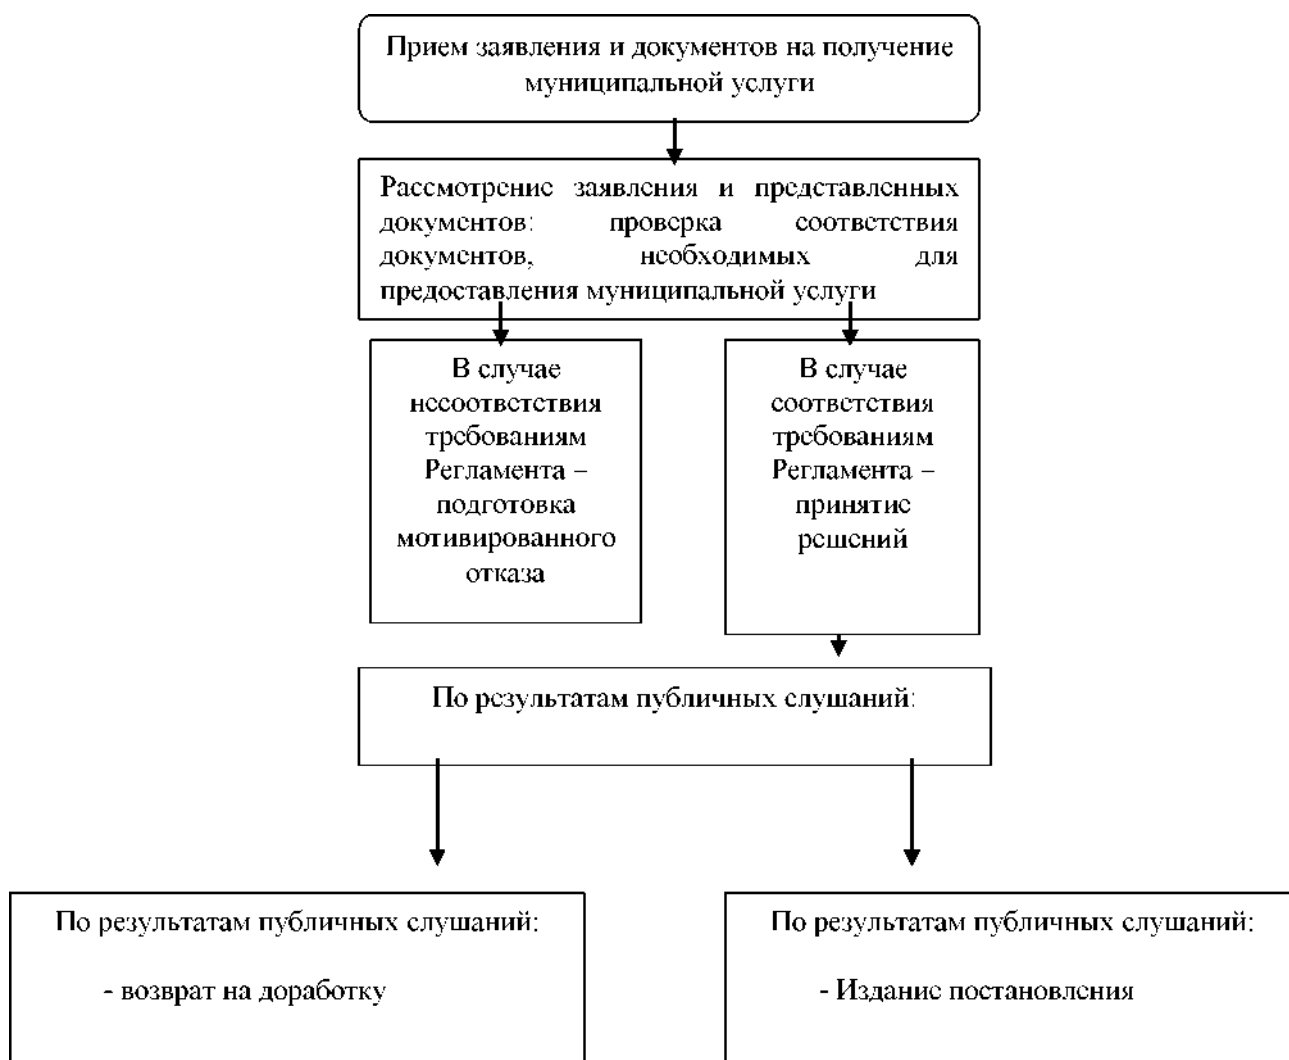 Прием заявления и документов на получение
муниципальной услуги
Рассмотрение заявления и представленных
документов: проверка соответствия
документов, необходимых для
предоставления муниципальной услуги
В случае
несоответствия
требованиям
Регламента –
подготовка
мотивированного
отказа
В случае
соответствия
требованиям
Регламента –
принятие
решений
По результатам публичных слушаний:
По результатам публичных слушаний:
- возврат на доработку
По результатам публичных слушаний:
- Издание постановления